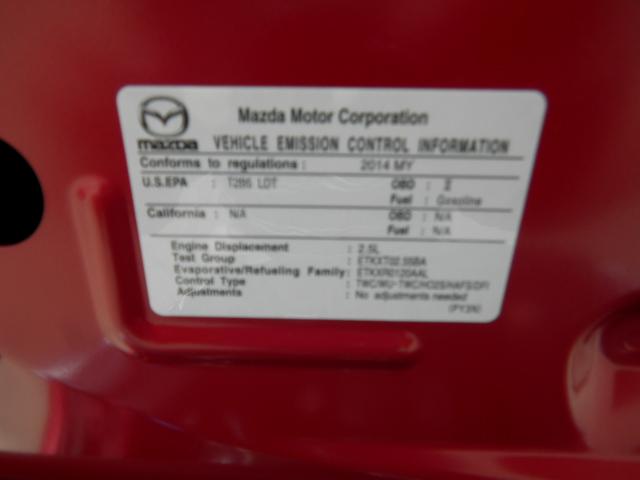 Mazda Motor Corporation
mazda VEHICLE EMISSION CONTROL INFORMATION
Conforms to regulations : 2014 MY
U.S.EPA : T2B5 LDT OBD : II
Fuel : Gasoline
California : N/A OBD : N/A
Fuel : N/A
Engine Displacement : 2.5L
Test Group :
Evaporative/Refueling Family:
Control Type :
Adjustments : No adjustments needed